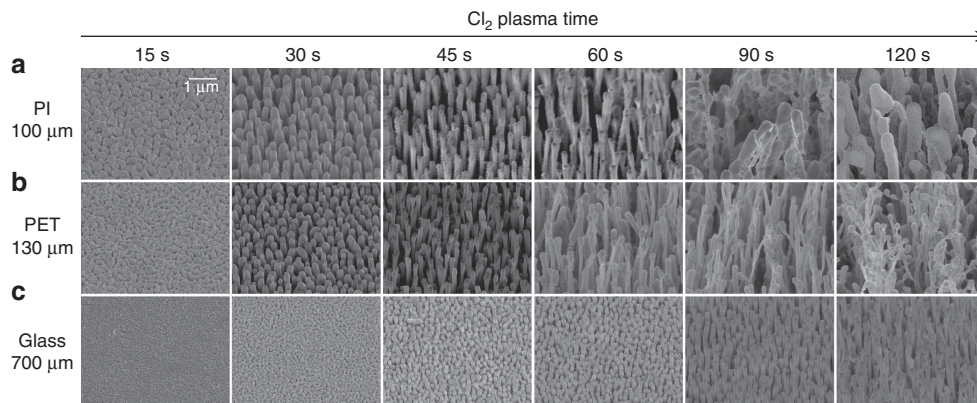 Cl₂ plasma time
15 s 30 s 45 s 60 s 90 s 120 s
a
PI
100 μm
1 μm
b
PET
130 μm
c
Glass
700 μm